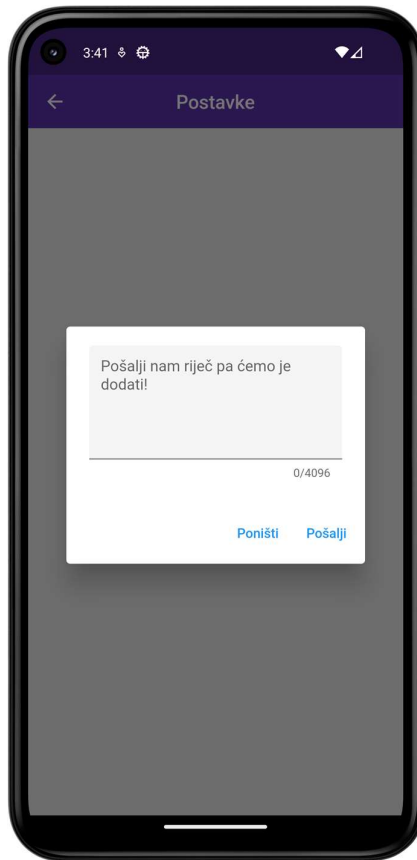 3:41
Postavke
Pošalji nam riječ pa ćemo je
dodati!
0/4096
Poništi Pošalji